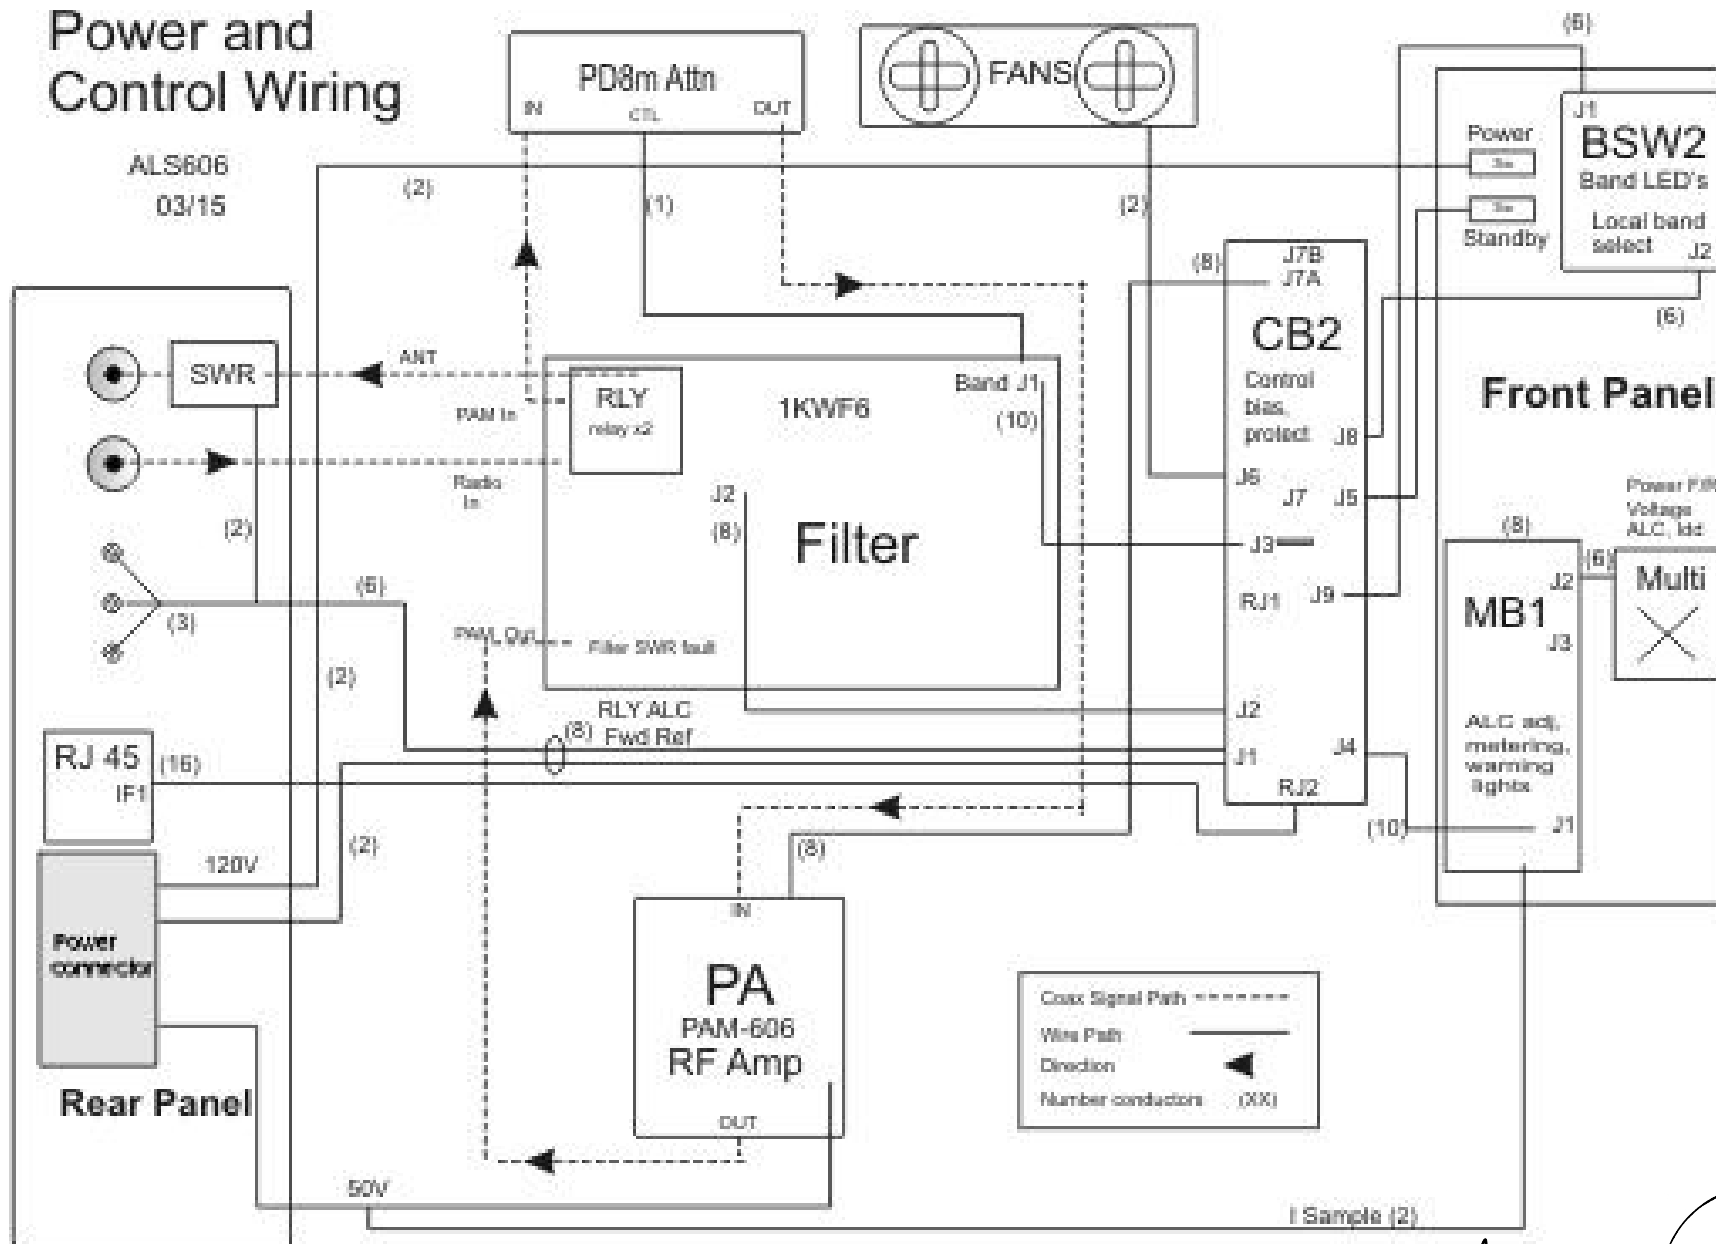 Power and
Control Wiring
ALS606
03/15
PD8m Attn
IN
CTL
OUT
FANS
(6)
J1
BSW2
Band LED's
Local band
select
J2
Power
Standby
(2)
(1)
(2)
(8)
J7B
J7A
CB2
Control
bias,
protect
J8
J6
J7
J5
J3
RJ1
J9
J2
J1
J4
RJ2
(6)
Front Panel
SWR
ANT
PAM In
RLY
relay x2
1KWF6
Band J1
(10)
Radio
In
J2
(8)
Filter
(2)
(6)
(3)
PAM Out
Filter SWR fault
(2)
RLY ALC
(8) Fwd Ref
Voltage
(8)
J2
(6)
Multi
MB1
J3
ALC adj,
metering,
warning
lights
J1
(10)
RJ 45
(16)
IF1
120V
(2)
(8)
Power
connector
Rear Panel
IN
PA
PAM-606
RF Amp
OUT
Coax Signal Path
Wire Path
Direction
Number conductors (XX)
50V
I Sample (2)